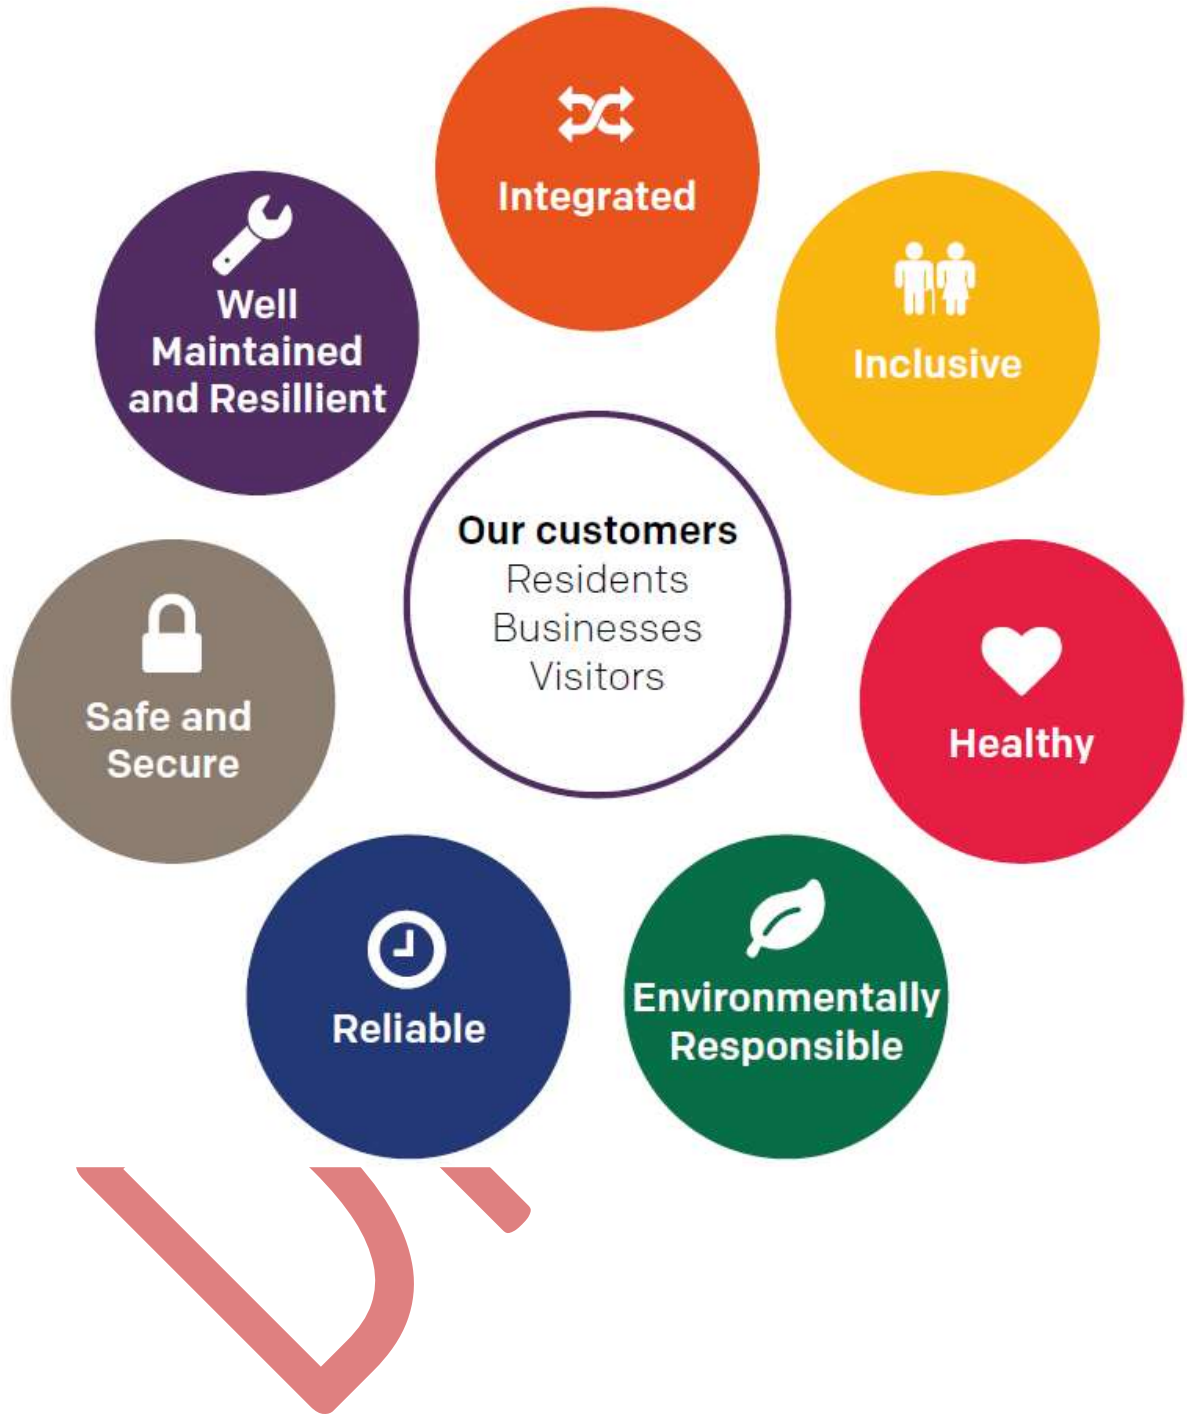 Integrated
Inclusive
Healthy
Environmentally
Responsible
Reliable
Safe and
Secure
Well
Maintained
and Resillient
Our customers
Residents
Businesses
Visitors